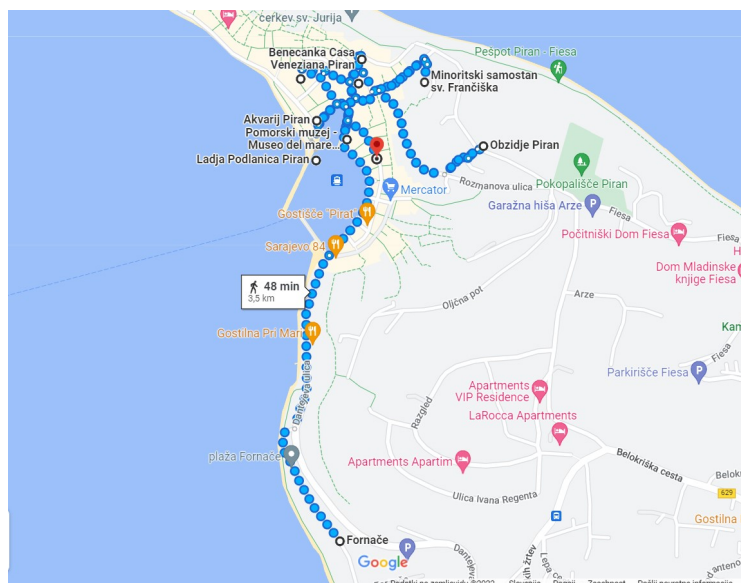 cerkev sv. Jurija
Pešpot Piran - Fiesa
Benecanka Casa
Veneziana Piran
Minoritski samostan
sv. Frančiška
Akvarij Piran
Pomorski muzej -
Museo del mare...
Ladja Podlanica Piran
Obzidje Piran
Rozmanova ulica
Pokopališče Piran
Mercator
Garažna hiša Arze
Fiesa
Gostišče "Pirat"
Počitniški Dom Fiesa
Fiesa
Sarajevo 84
Dom Mladinske
knjige Fiesa
48 min
3,5 km
Oljčna pot
Arze
Gostilna Pri Mari
Kam
Fiesa
Parkirišče Fiesa
Dantejeva ulica
Apartments
VIP Residence
Razgled
LaRocca Apartments
plaža Fornače
Apartments Apartim
Belokriška cesta
Ulica Ivana Regenta
629
Gostilna
Fornače
Google
Dantejeva